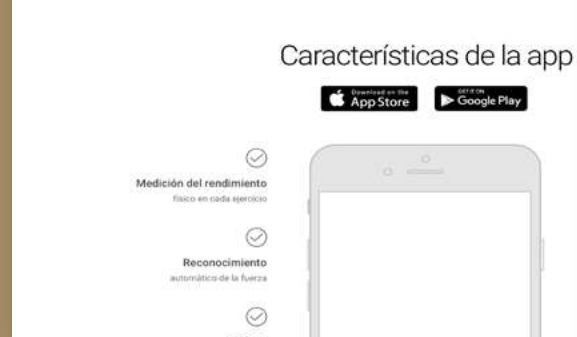 Características de la app
Download on the
App Store
GET IT ON
Google Play
Medición del rendimiento
físico en cada ejercicio
Reconocimiento
automático de la fuerza